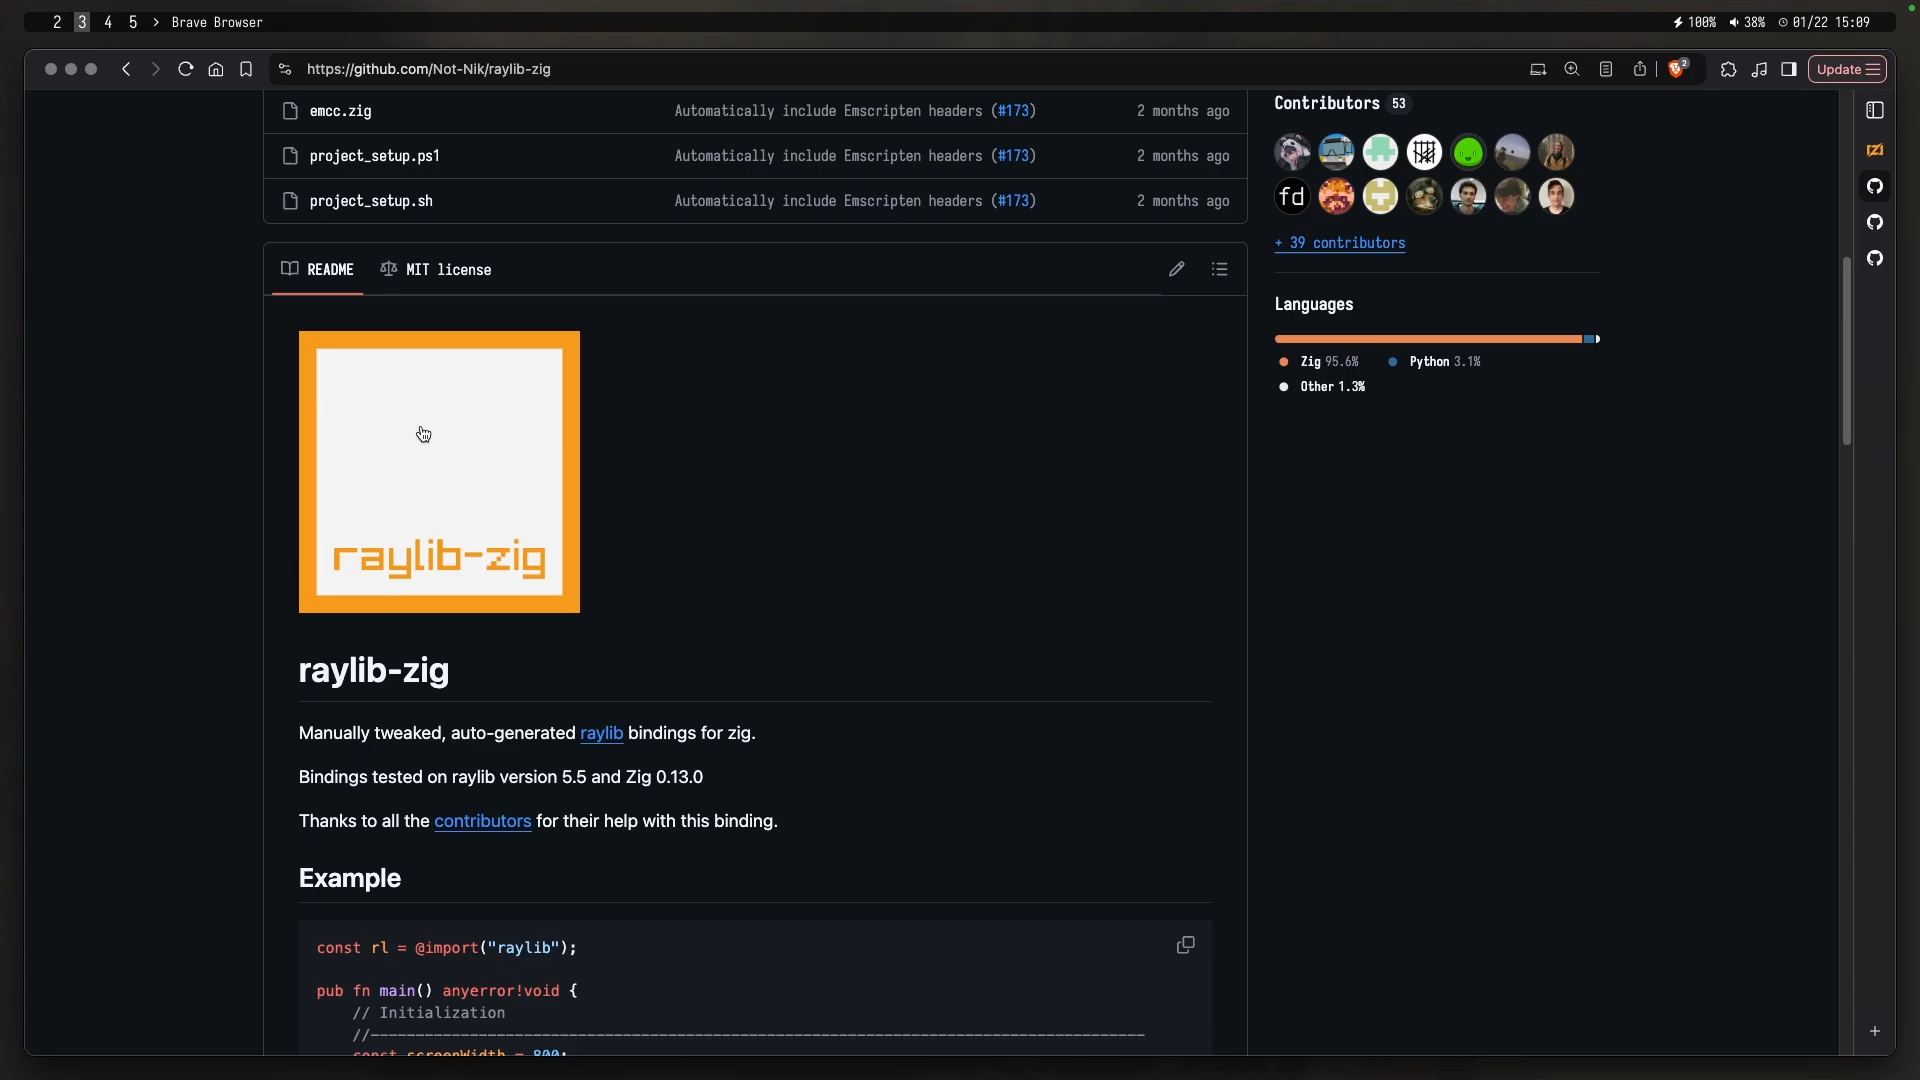 2 3 4 5 > Brave Browser
100% 38% 01/22 15:09
https://github.com/Not-Nik/raylib-zig
2
Update
emcc.zig Automatically include Emscripten headers (#173) 2 months ago
project_setup.ps1 Automatically include Emscripten headers (#173) 2 months ago
project_setup.sh Automatically include Emscripten headers (#173) 2 months ago
README MIT license
raylib-zig
raylib-zig
Manually tweaked, auto-generated raylib bindings for zig.
Bindings tested on raylib version 5.5 and Zig 0.13.0
Thanks to all the contributors for their help with this binding.
Example
const rl = @import("raylib");
pub fn main() anyerror!void {
// Initialization
//--------------------------------------------------------------------------------------
const screenWidth = 800;
Contributors 53
fd
+ 39 contributors
Languages
Zig 95.6% Python 3.1%
Other 1.3%